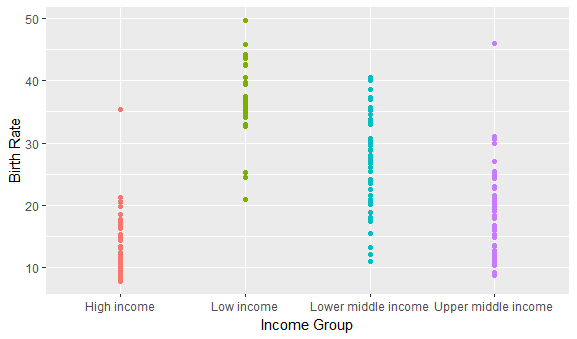 50
40
30
20
10
Birth Rate
High income
Low income
Lower middle income
Upper middle income
Income Group